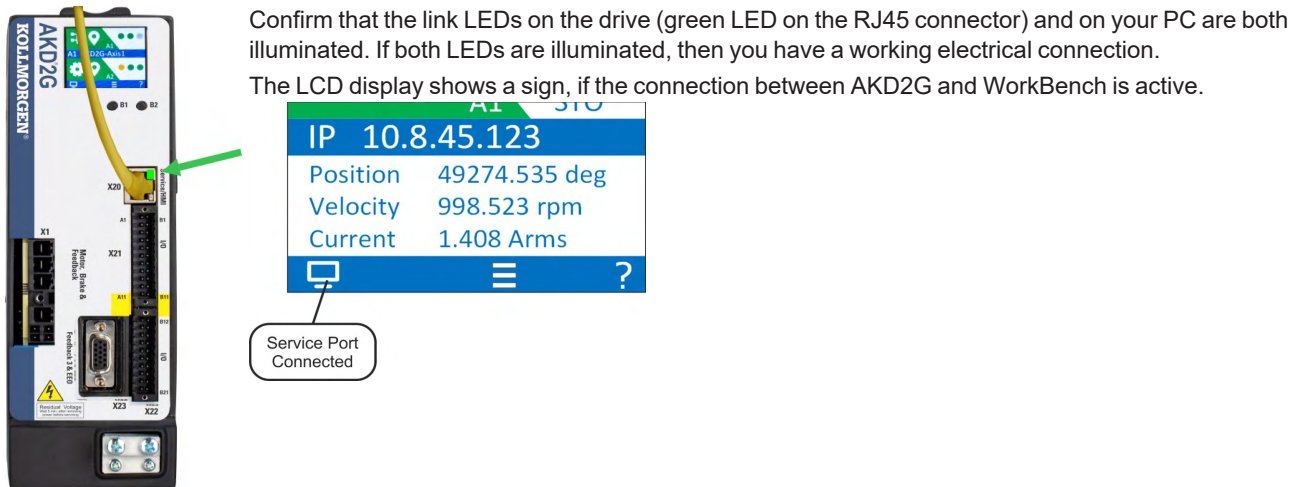 Confirm that the link LEDs on the drive (green LED on the RJ45 connector) and on your PC are both
illuminated. If both LEDs are illuminated, then you have a working electrical connection.
The LCD display shows a sign, if the connection between AKD2G and WorkBench is active.
KOLLMORGEN
AKD2G
A1
A2
B1 B2
X20
Service/HMI
A1 B1
X1
I/O
X21
Motor, Brake &
Feedback
A11 B11
B12
I/O
Feedback 3 & EEO
B21
Residual Voltage
X23 X22
A1 STO
IP 10.8.45.123
Position 49274.535 deg
Velocity 998.523 rpm
Current 1.408 Arms
?
Service Port
Connected